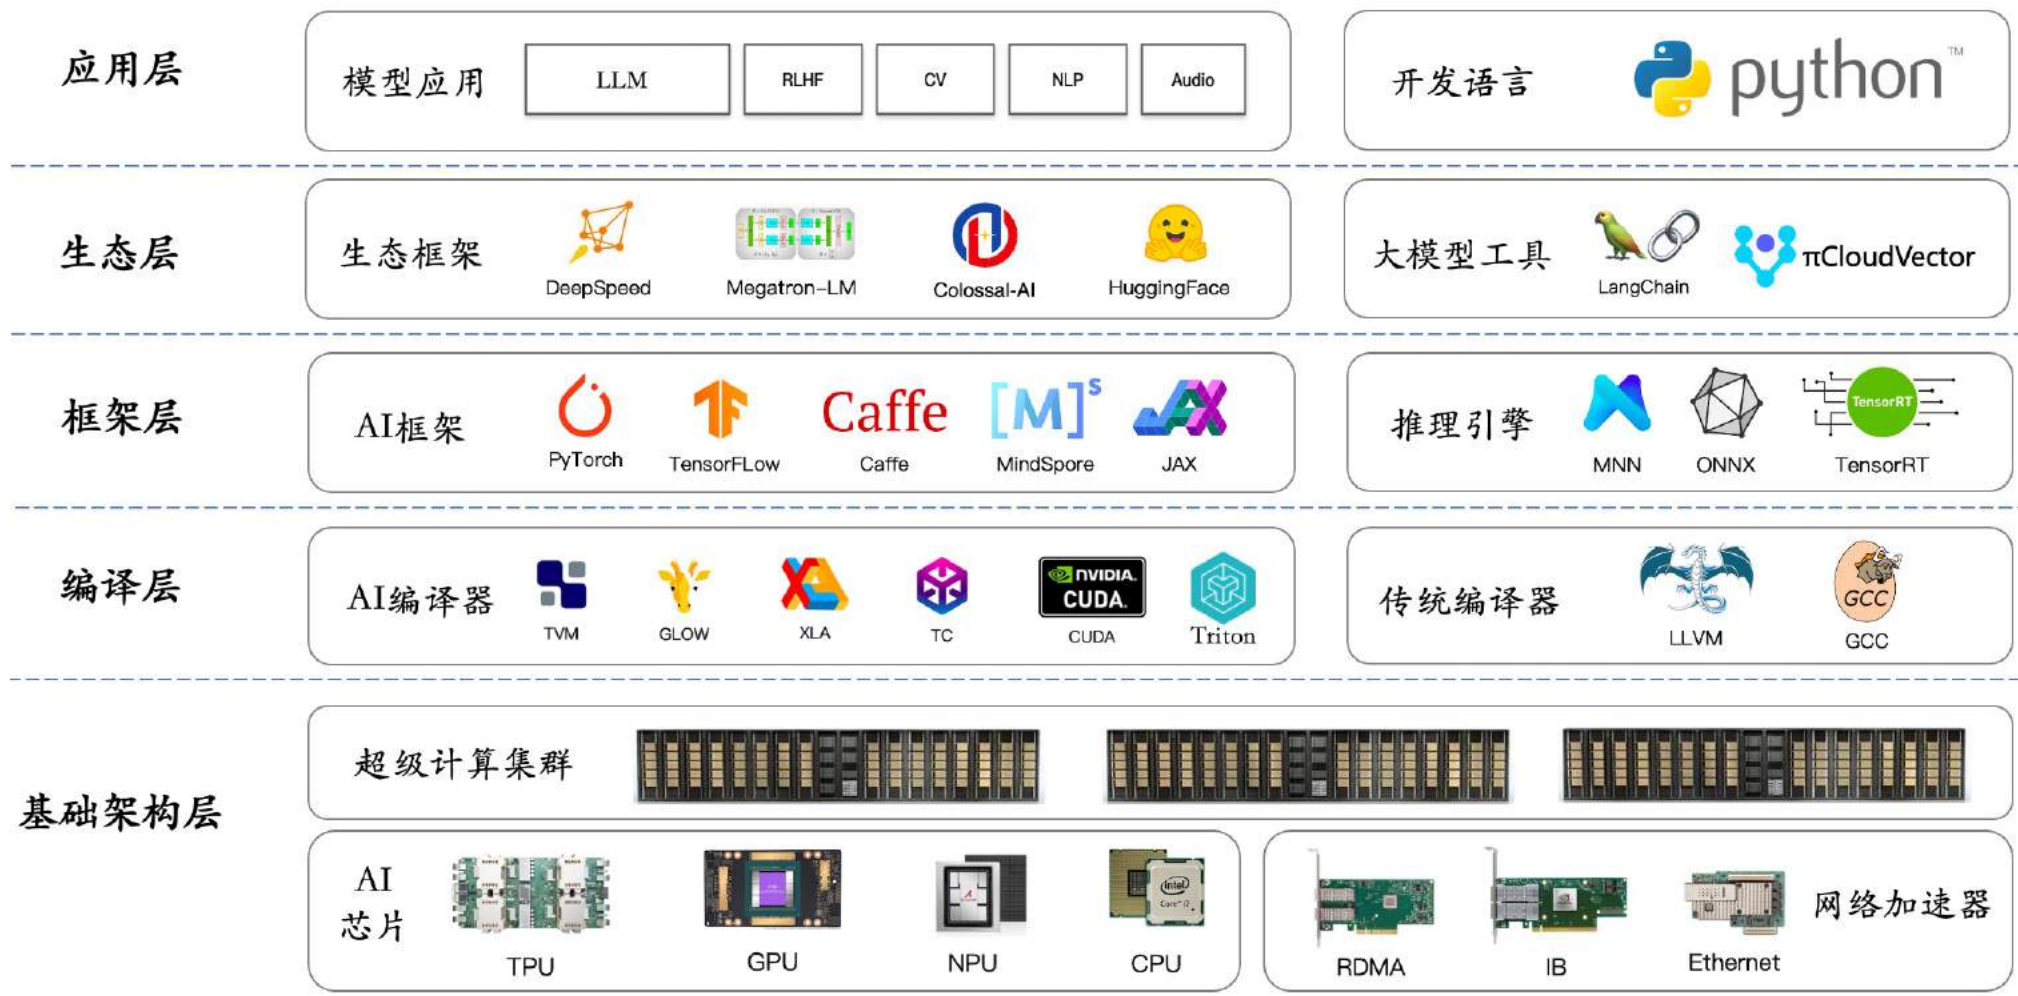 应用层
模型应用
LLM
RLHF
CV
NLP
Audio
开发语言
python™
生态层
生态框架
DeepSpeed
Megatron-LM
Colossal-AI
HuggingFace
大模型工具
LangChain
πCloudVector
框架层
AI框架
PyTorch
TensorFLow
Caffe
Caffe
[M]s
MindSpore
JAX
JAX
推理引擎
MNN
ONNX
TensorRT
TensorRT
编译层
AI编译器
TVM
GLOW
XLA
TC
NVIDIA.
CUDA.
CUDA
Triton
传统编译器
LLVM
GCC
GCC
基础架构层
超级计算集群
AI
芯片
TPU
GPU
NPU
intel
Core i7
CPU
RDMA
IB
Ethernet
网络加速器